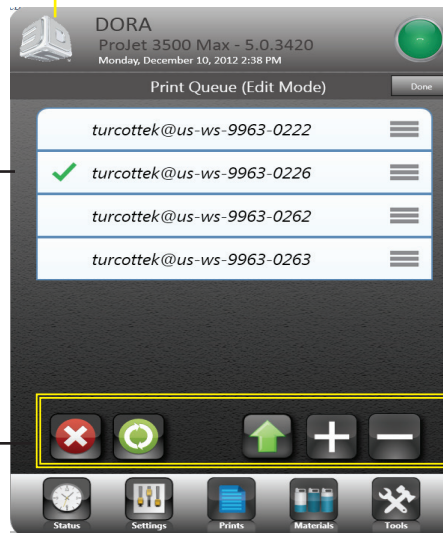 DORA
ProJet 3500 Max - 5.0.3420
Monday, December 10, 2012 2:38 PM
Print Queue (Edit Mode)
Done
turcottek@us-ws-9963-0222
turcottek@us-ws-9963-0226
turcottek@us-ws-9963-0262
turcottek@us-ws-9963-0263
Status
Settings
Prints
Materials
Tools